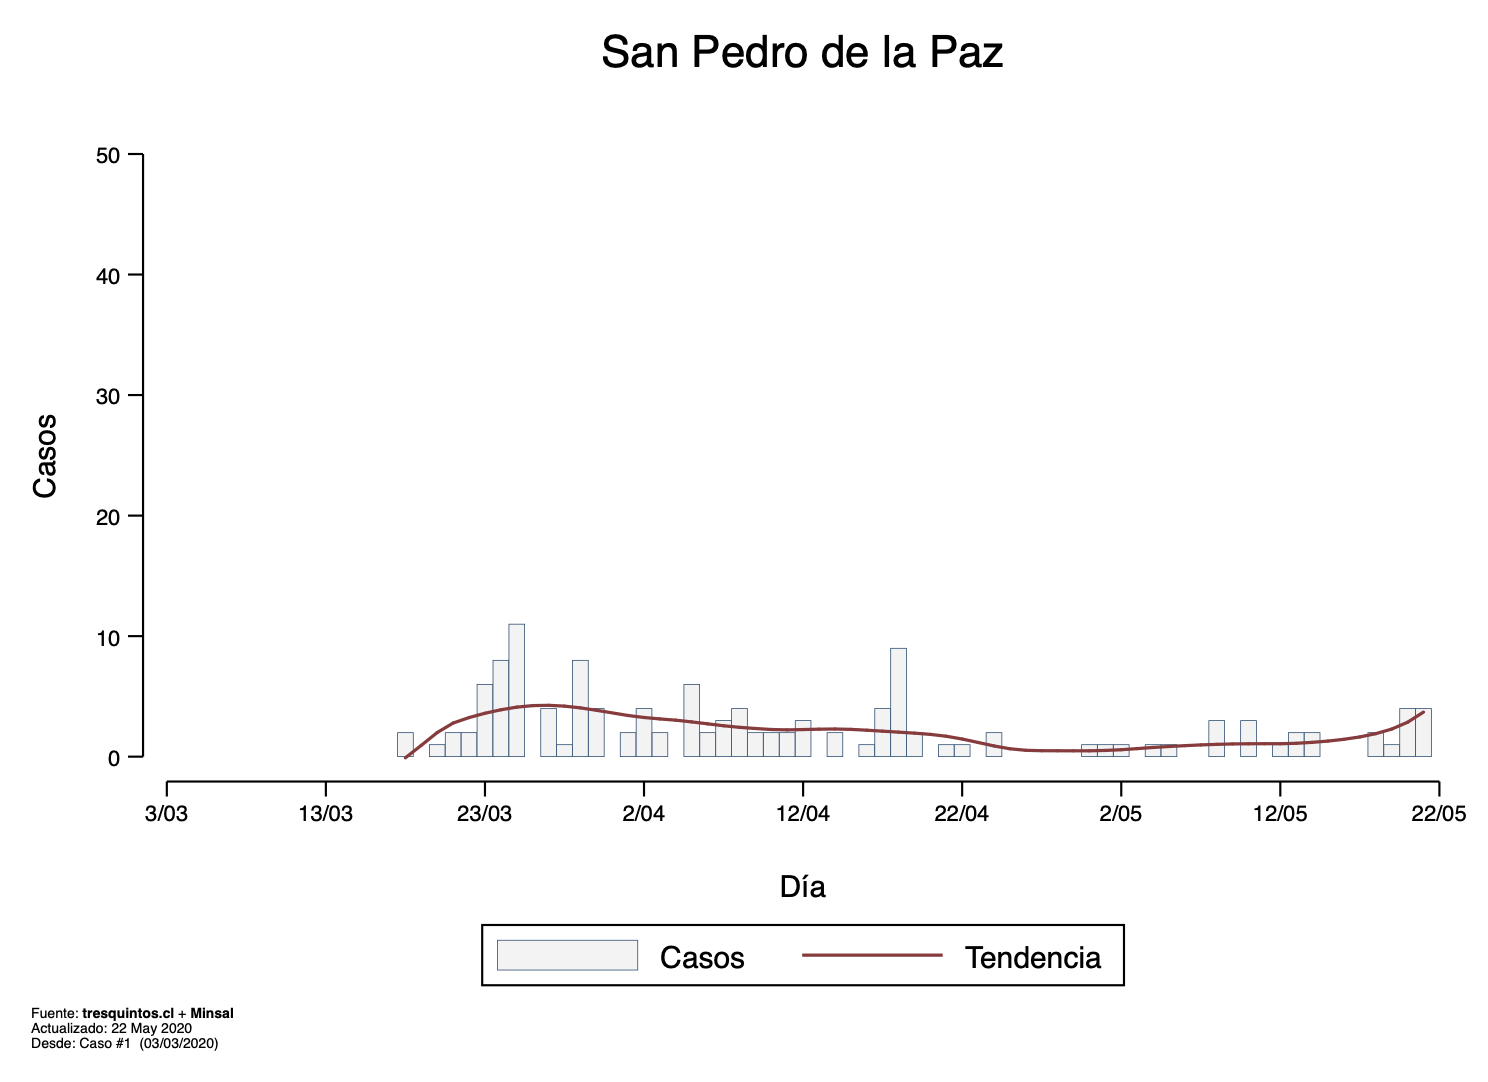 San Pedro de la Paz
50
40
30
20
10
0
Casos
3/03 13/03 23/03 2/04 12/04 22/04 2/05 12/05 22/05
Día
Casos Tendencia
Fuente: tresquintos.cl + Minsal
Actualizado: 22 May 2020
Desde: Caso #1 (03/03/2020)